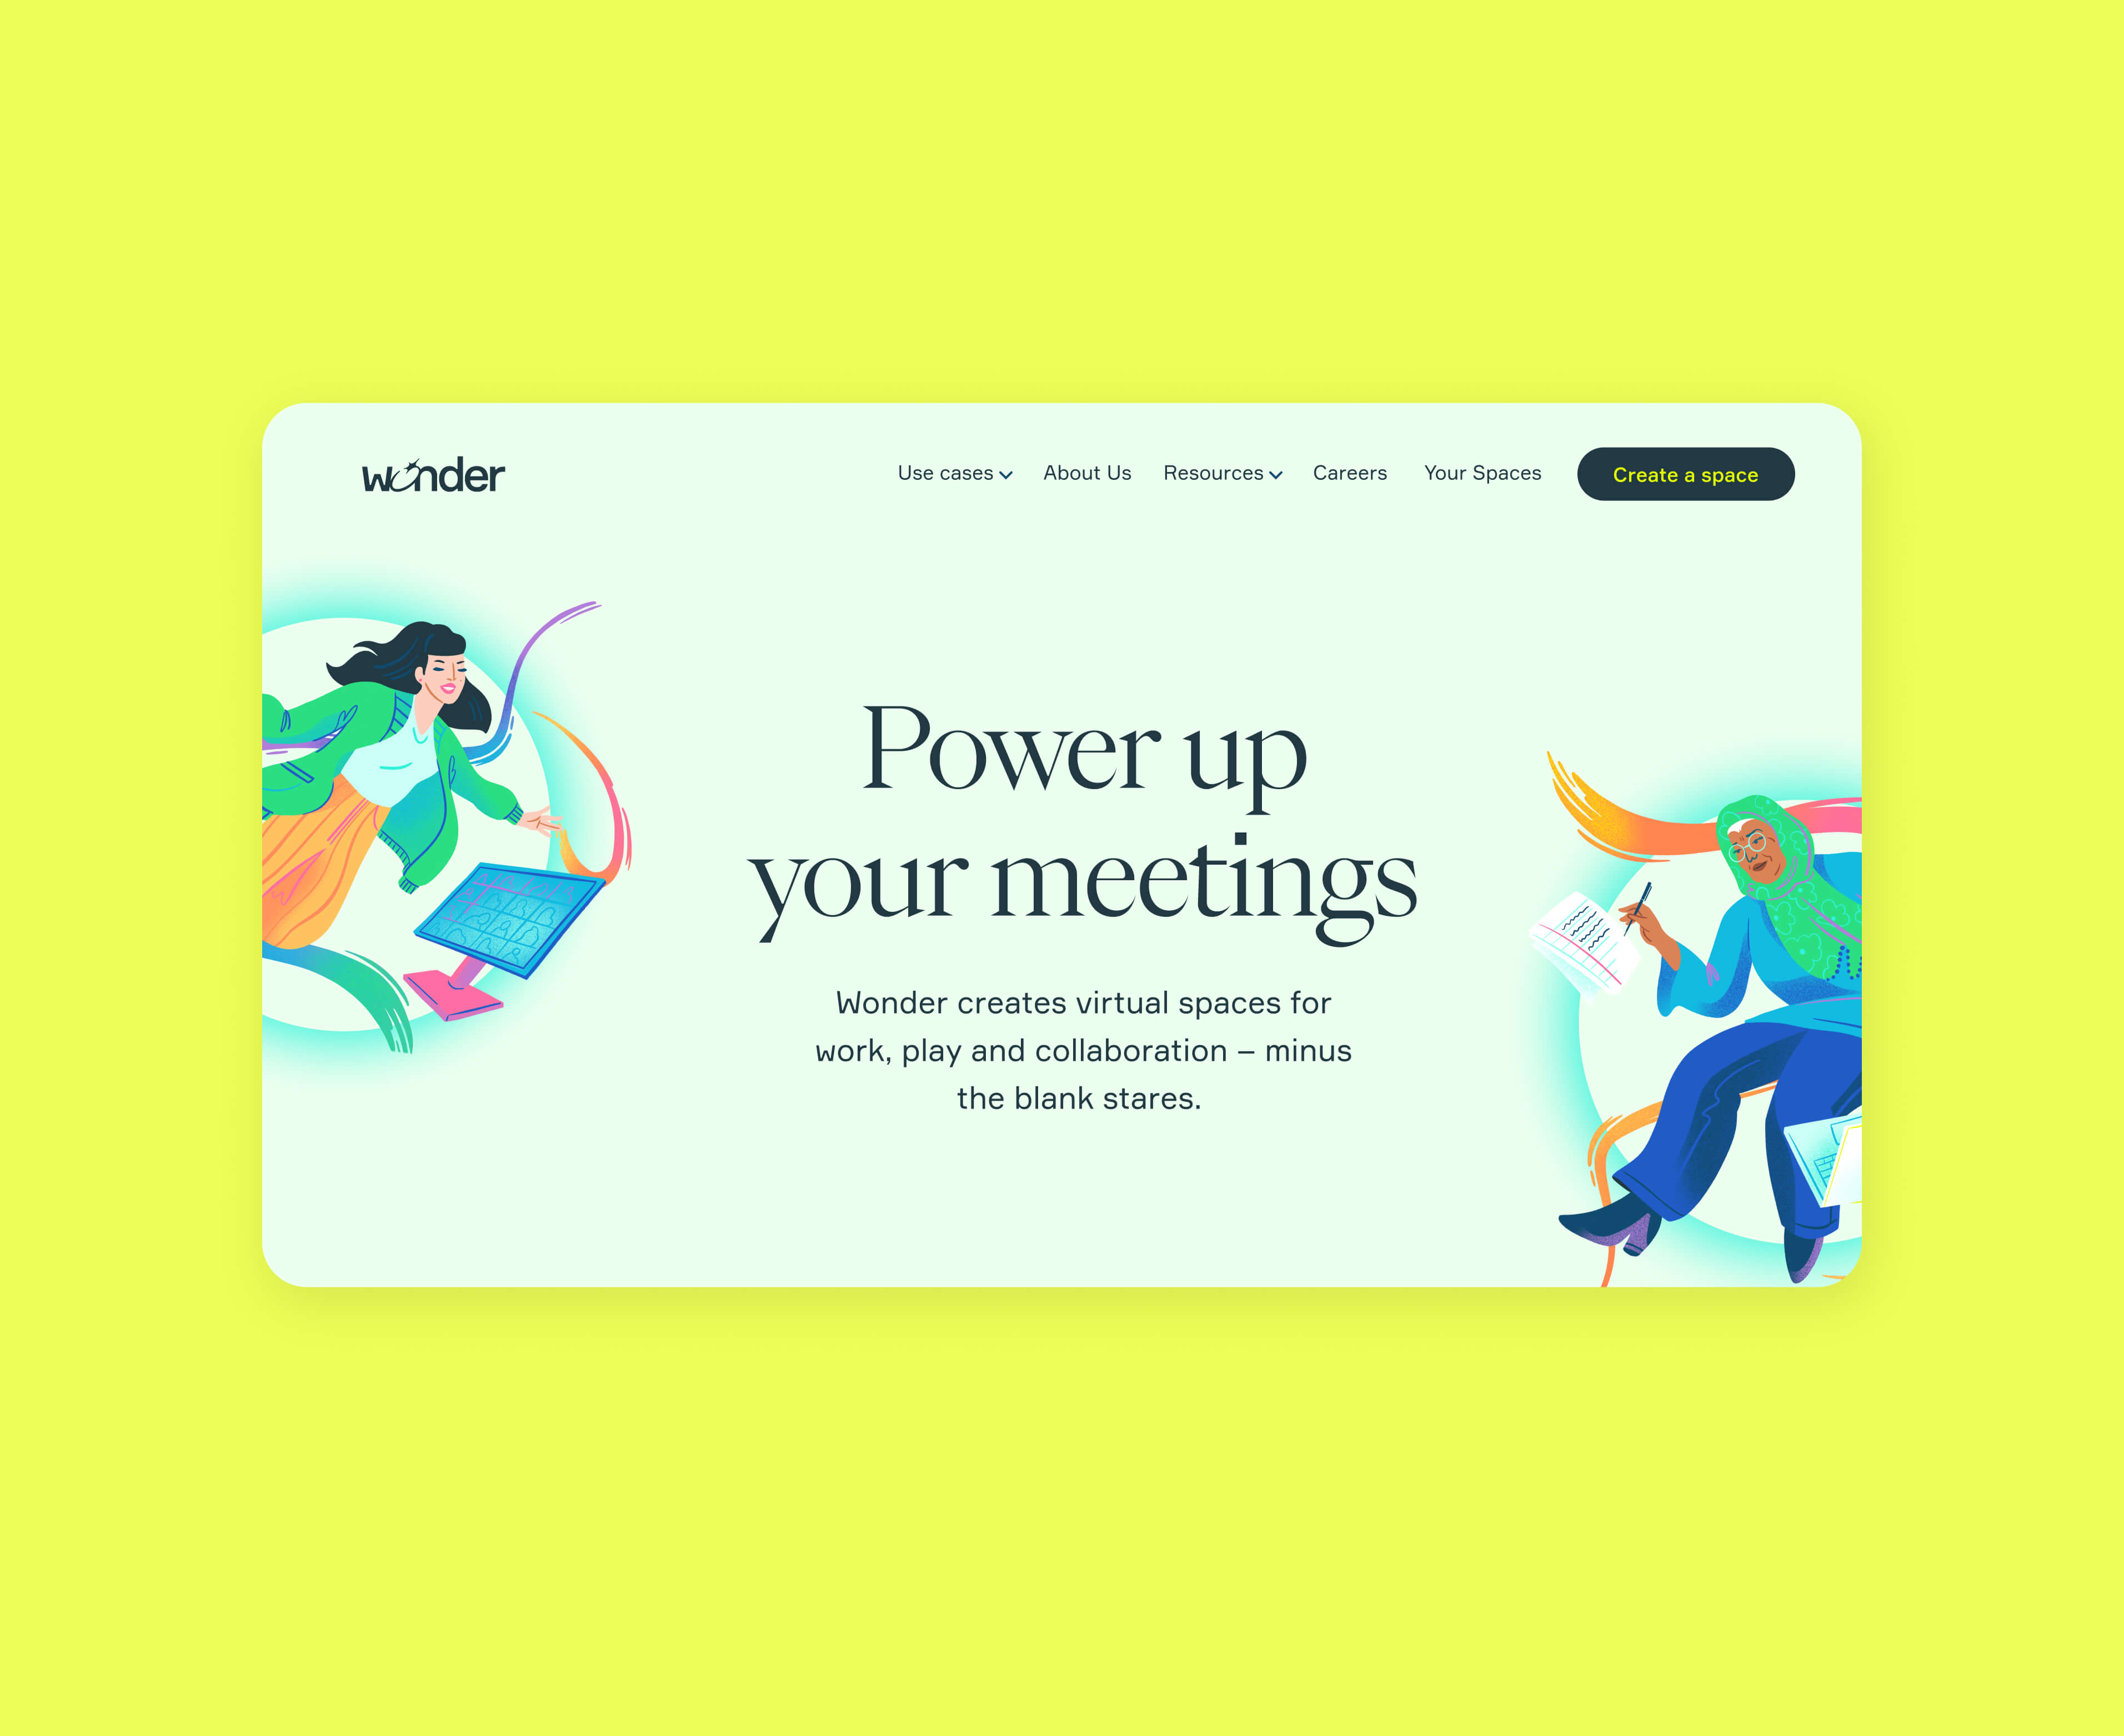 wonder
Use cases
About Us
Resources
Careers
Your Spaces
Create a space
Power up
your meetings
Wonder creates virtual spaces for
work, play and collaboration – minus
the blank stares.